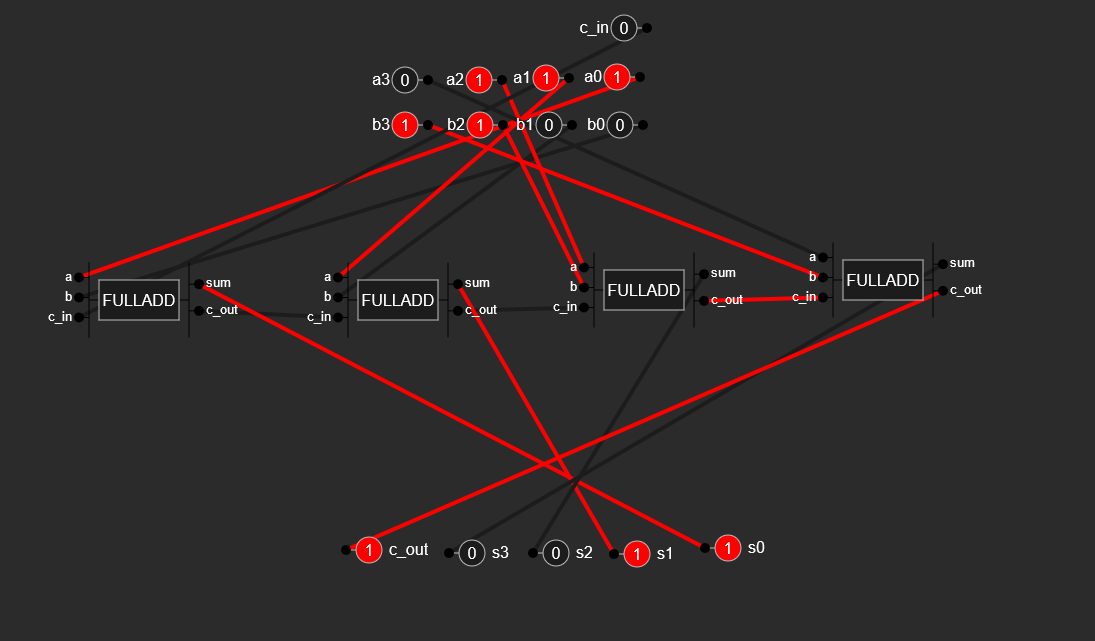 c_in 0
a3 0 a2 1 a1 1 a0 1
b3 1 b2 1 b1 0 b0 0
a b c_in FULLADD sum c_out
a b c_in FULLADD sum c_out
a b c_in FULLADD sum c_out
a b c_in FULLADD sum c_out
1 c_out 0 s3 0 s2 1 s1 1 s0